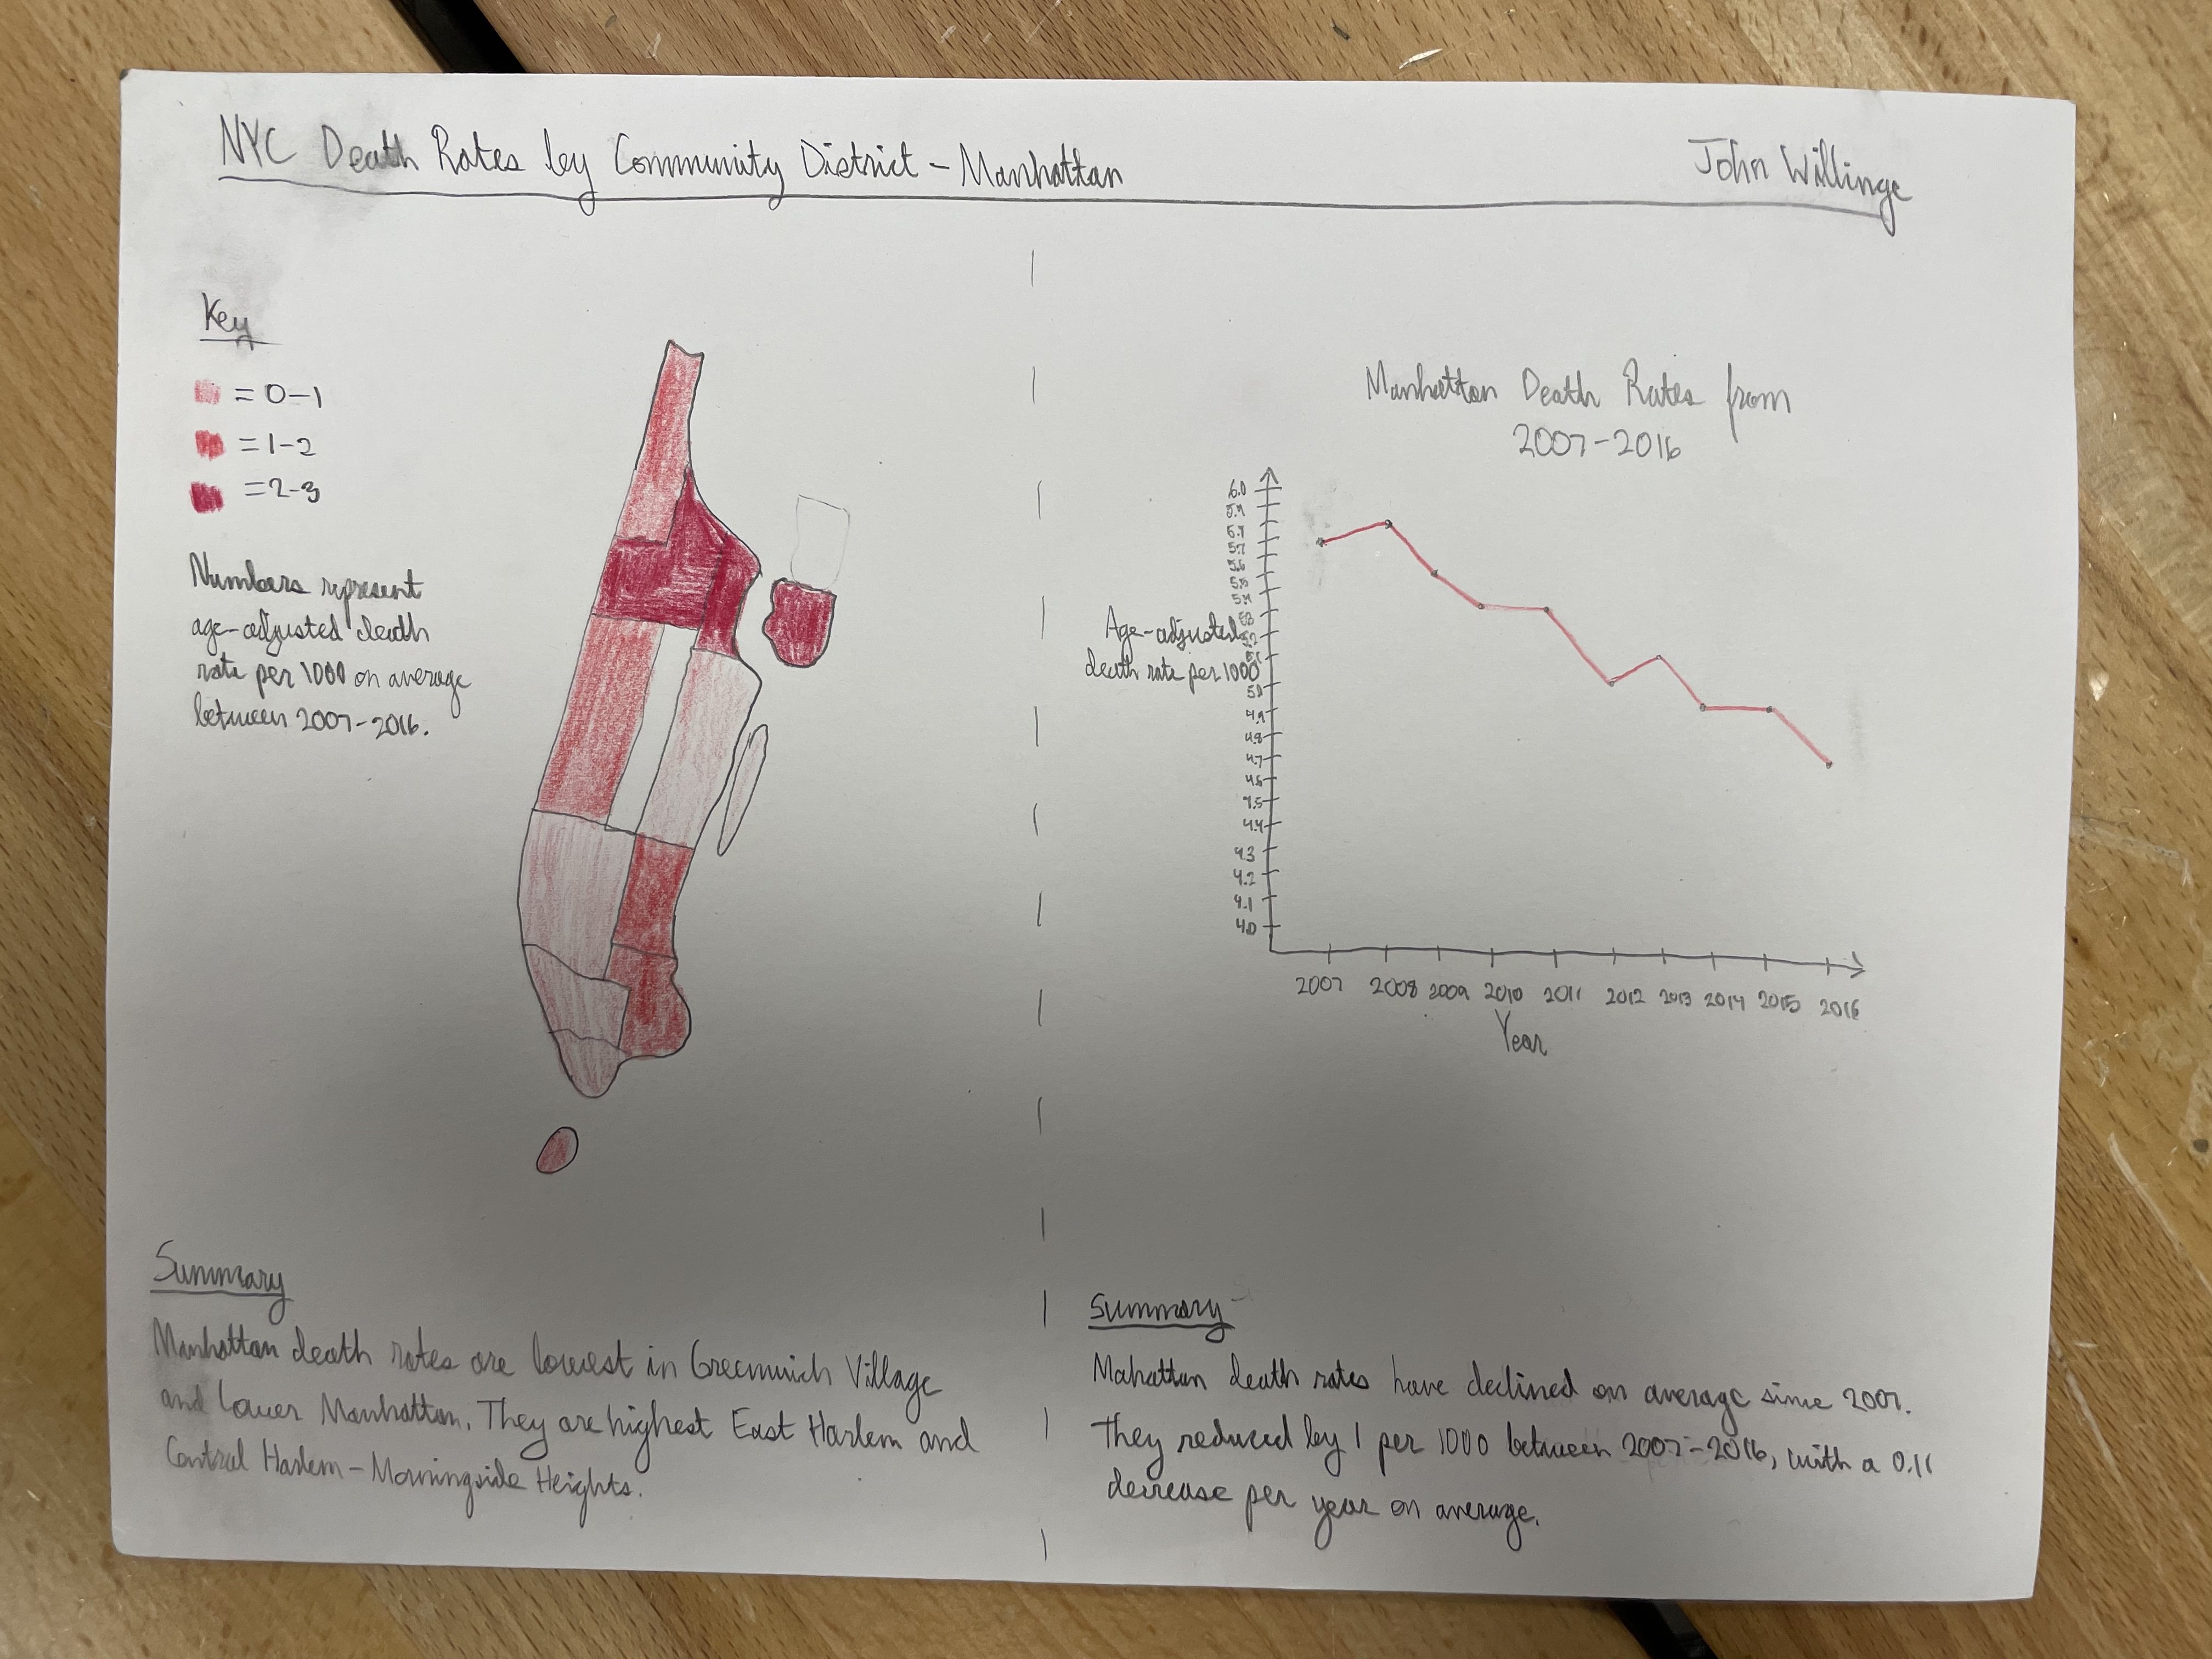 NYC Death Rates by Community District - Manhattan
John Willinge
Key
= 0-1
= 1-2
= 2-3
Numbers represent
age-adjusted death
rate per 1000 on average
between 2007-2016.
Summary
Manhattan death rates are lowest in Greenwich Village
and Lower Manhattan. They are highest East Harlem and
Central Harlem - Morningside Heights.
Manhattan Death Rates from
2007-2016
6.0
5.7
5.6
5.5
5.4
5.3
5.2
5.1
5.0
4.9
4.8
4.7
4.6
4.5
4.4
4.3
4.2
4.1
4.0
Age-adjusted
death rate per 1000
2007 2008 2009 2010 2011 2012 2013 2014 2015 2016
Year
Summary
Mahattan death rates have declined on average since 2007.
They reduced by 1 per 1000 between 2007-2016, with a 0.11
decrease per year on average.